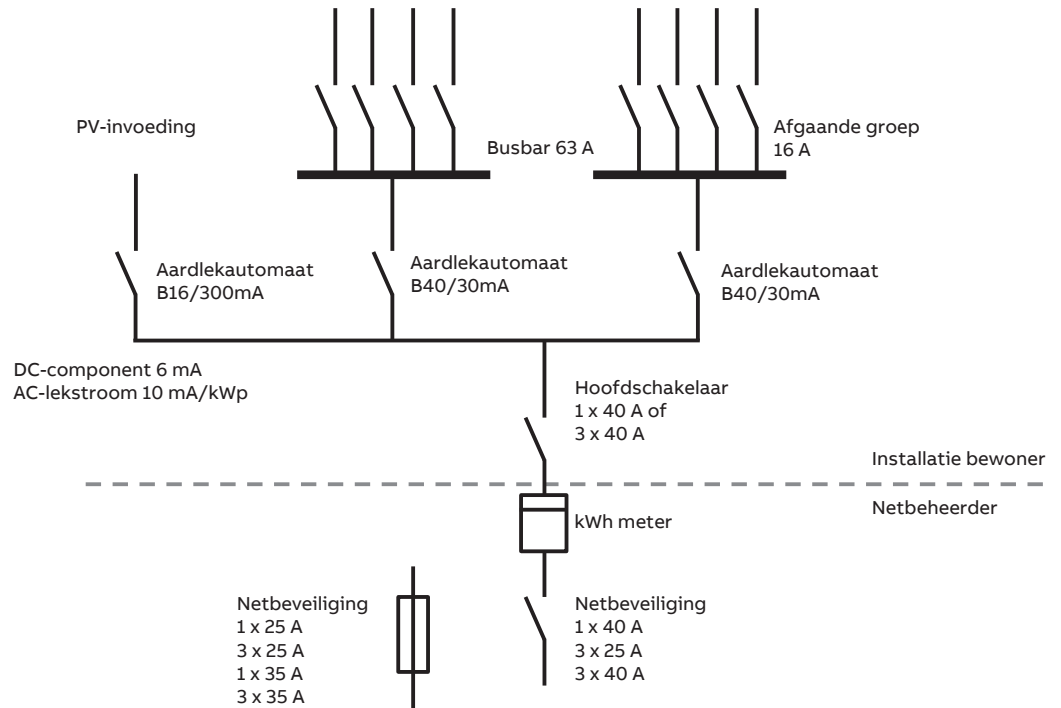 PV-invoeding
Busbar 63 A
Afgaande groep
16 A
Aardlekautomaat
B16/300mA
Aardlekautomaat
B40/30mA
Aardlekautomaat
B40/30mA
DC-component 6 mA
AC-lekstroom 10 mA/kWp
Hoofdschakelaar
1 x 40 A of
3 x 40 A
Installatie bewoner
Netbeheerder
kWh meter
Netbeveiliging
1 x 25 A
3 x 25 A
1 x 35 A
3 x 35 A
Netbeveiliging
1 x 40 A
3 x 25 A
3 x 40 A